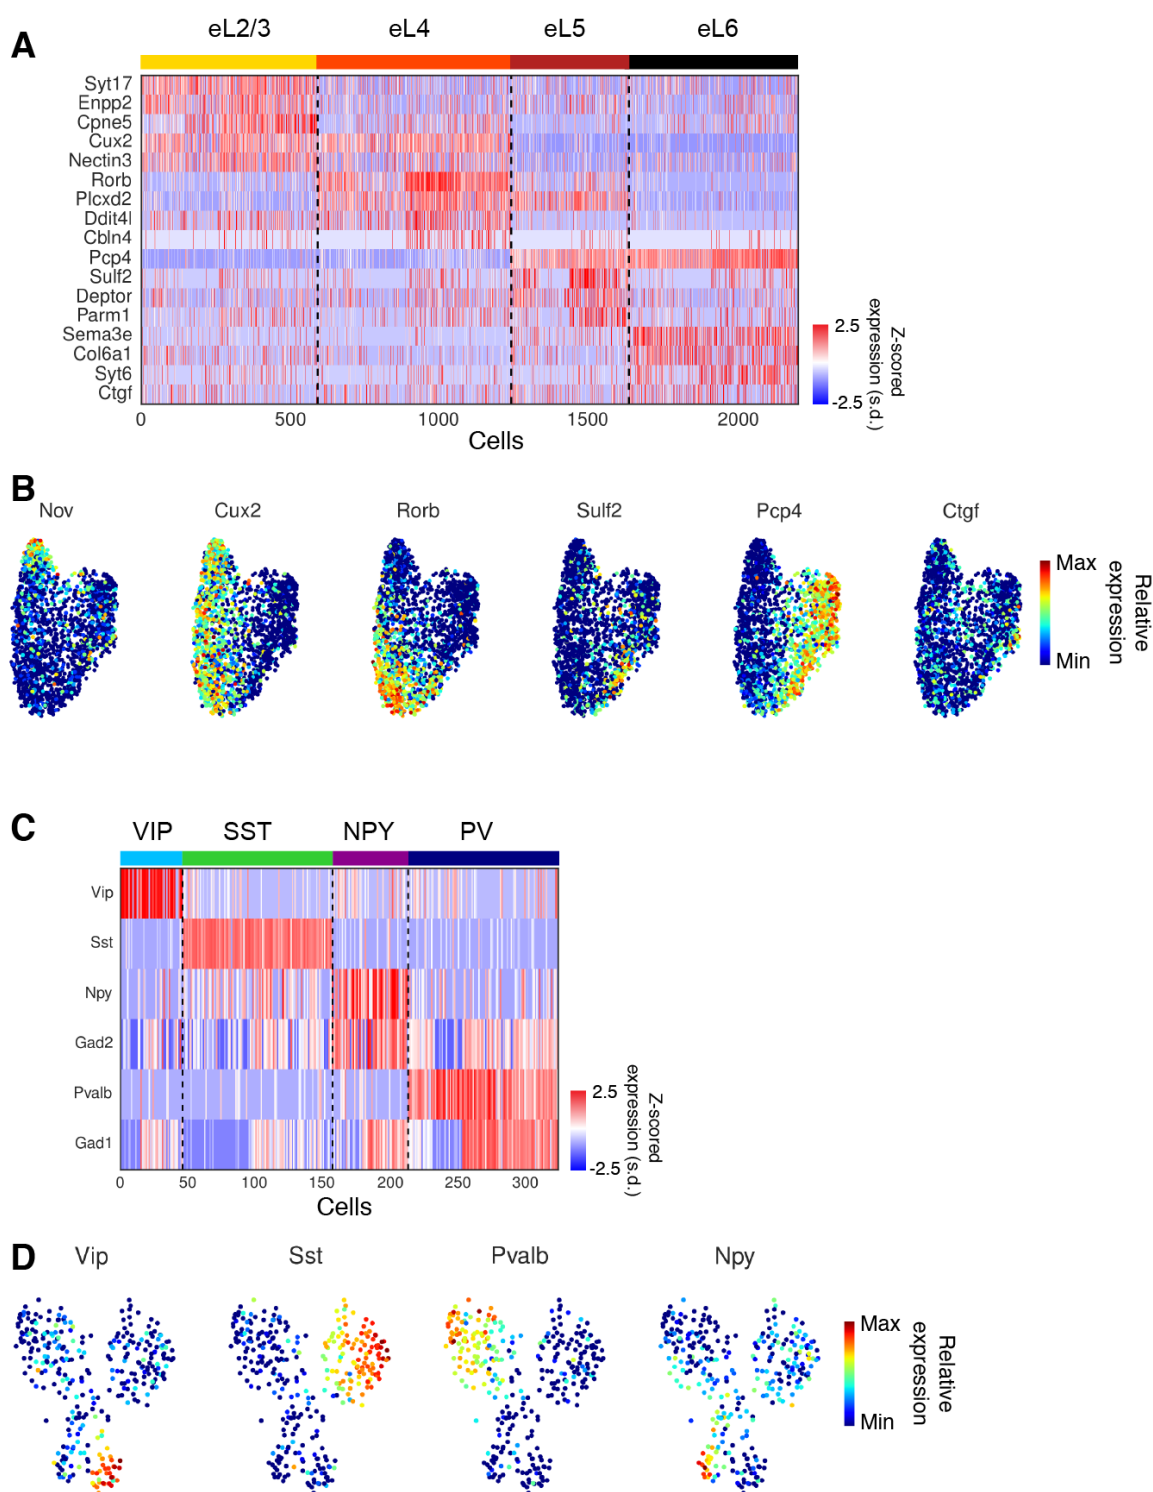 A
eL2/3 eL4 eL5 eL6
Syt17
Enpp2
Cpne5
Cux2
Nectin3
Rorb
Plcxd2
Ddit4l
Cbln4
Pcp4
Sulf2
Deptor
Parm1
Sema3e
Col6a1
Syt6
Ctgf
0 500 1000 1500 2000
Cells
2.5
-2.5
Z-scored
expression (s.d.)
B
Nov Cux2 Rorb Sulf2 Pcp4 Ctgf
Max
Min
Relative
expression
C
VIP SST NPY PV
Vip
Sst
Npy
Gad2
Pvalb
Gad1
0 50 100 150 200 250 300
Cells
2.5
-2.5
Z-scored
expression (s.d.)
D
Vip Sst Pvalb Npy
Max
Min
Relative
expression